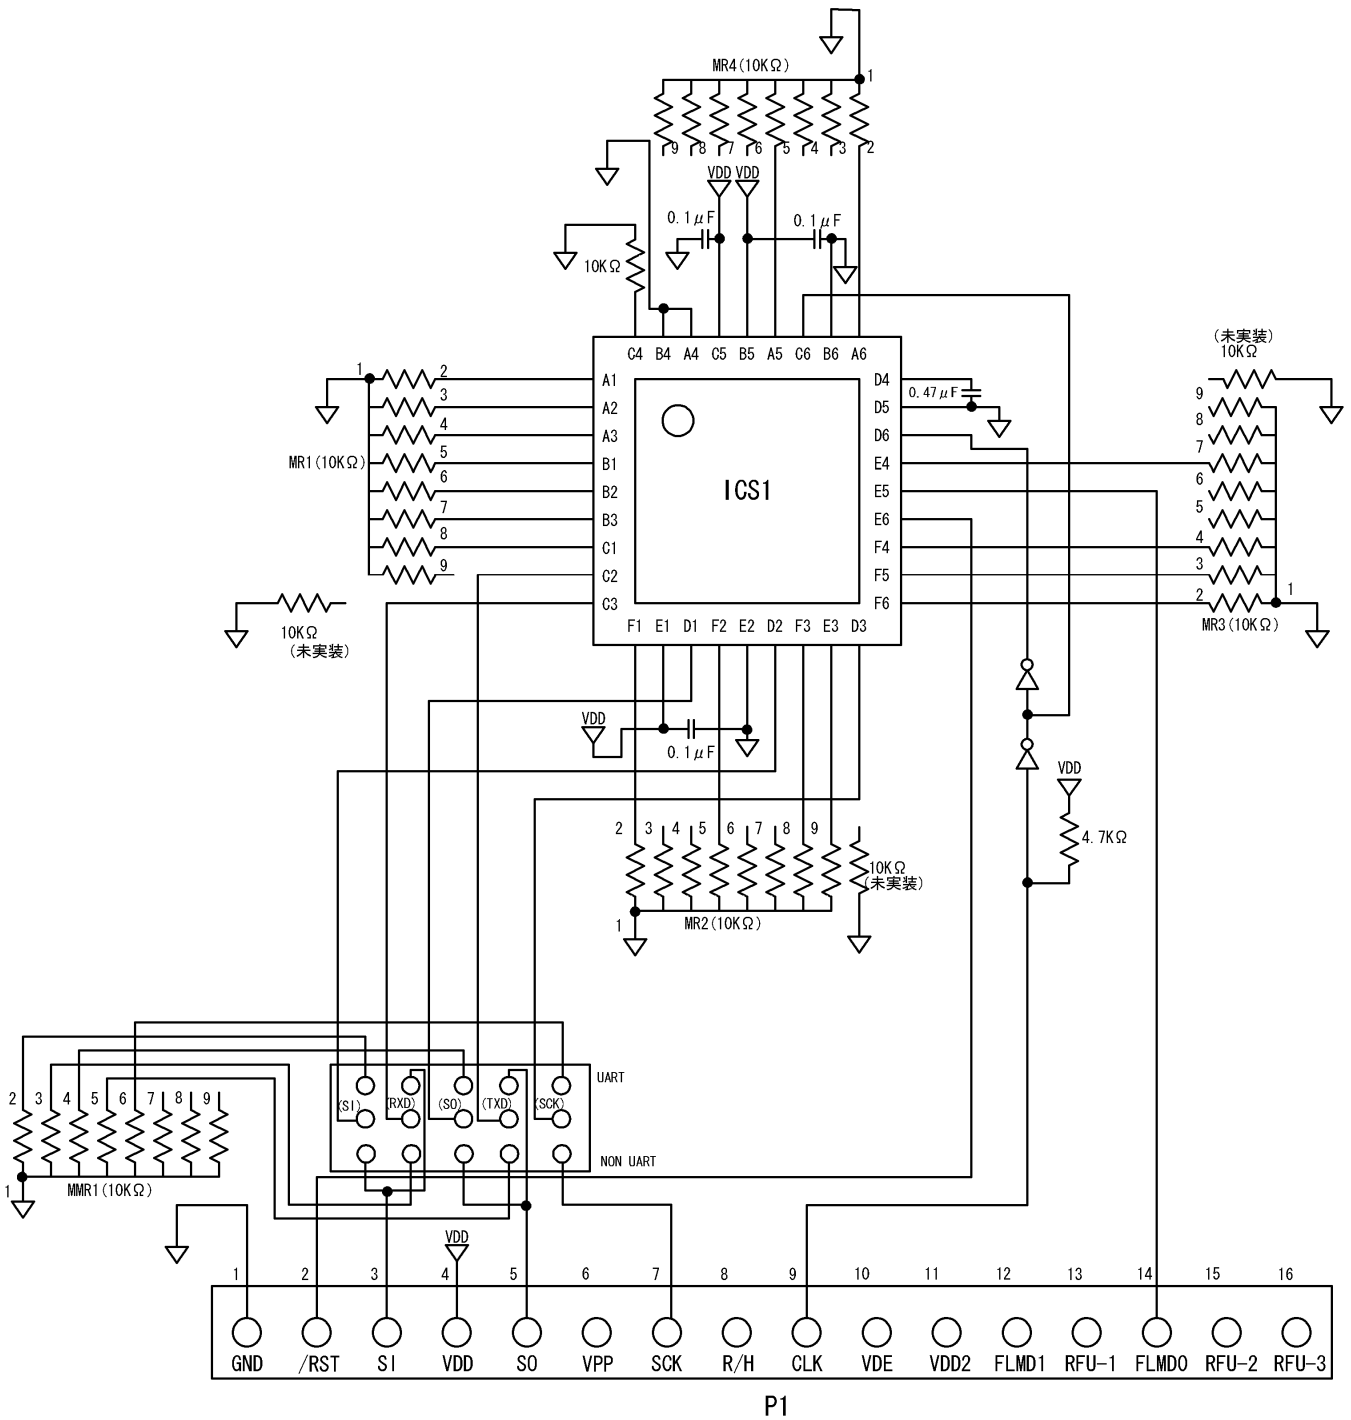 MR4(10KΩ)
1
9 8 7 6 5 4 3 2
VDD VDD
0.1μF
0.1μF
10KΩ
C4 B4 A4 C5 B5 A5 C6 B6 A6
(未実装)
10KΩ
1
2
3
4
5
6
7
8
9
MR1(10KΩ)
A1
A2
A3
B1
B2
B3
C1
C2
C3
ICS1
D4
D5
D6
E4
E5
E6
F4
F5
F6
0.47μF
9
8
7
6
5
4
3
2
1
MR3(10KΩ)
10KΩ
(未実装)
F1 E1 D1 F2 E2 D2 F3 E3 D3
VDD
0.1μF
VDD
4.7KΩ
2 3 4 5 6 7 8 9
10KΩ
(未実装)
1
MR2(10KΩ)
UART
(SI) (RXD) (SO) (TXD) (SCK)
NON UART
2 3 4 5 6 7 8 9
1
MMR1(10KΩ)
VDD
1 2 3 4 5 6 7 8 9 10 11 12 13 14 15 16
GND /RST SI VDD SO VPP SCK R/H CLK VDE VDD2 FLMD1 RFU-1 FLMD0 RFU-2 RFU-3
P1